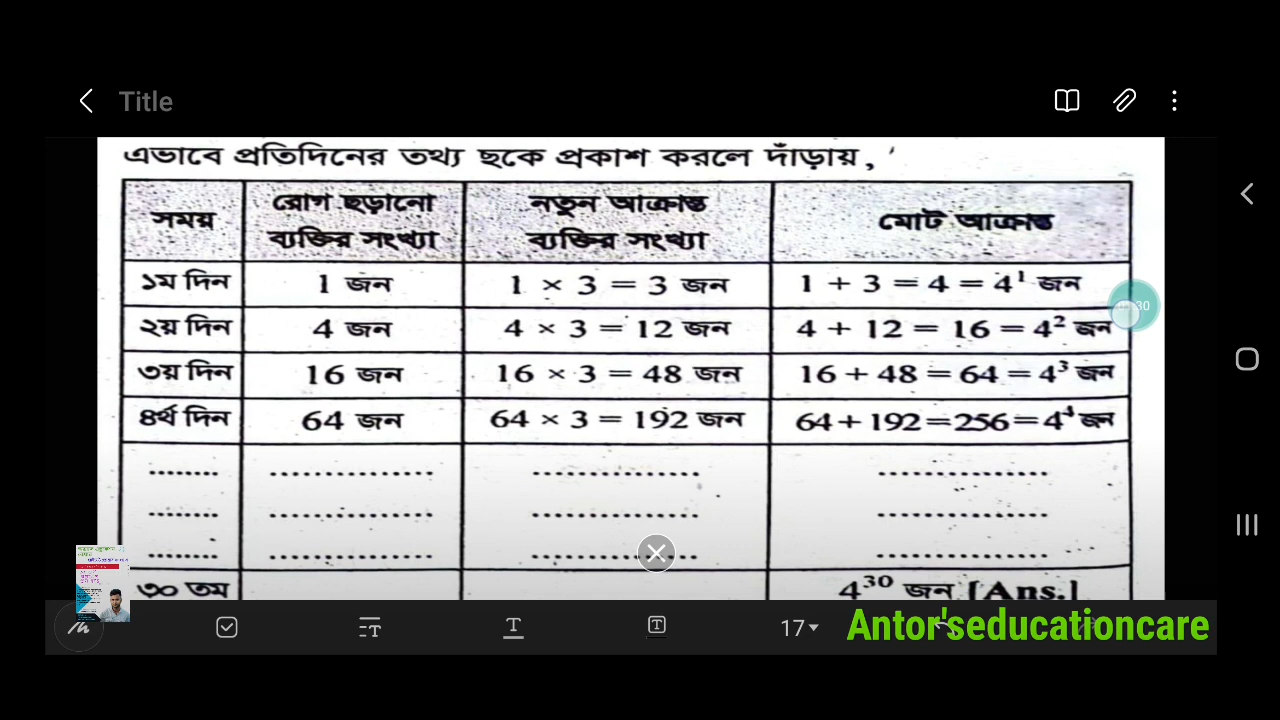 Title
এভাবে প্রতিদিনের তথ্য ছকে প্রকাশ করলে দাঁড়ায়,
সময় রোগ ছড়ানো ব্যক্তির সংখ্যা নতুন আক্রান্ত ব্যক্তির সংখ্যা মোট আক্রান্ত
১ম দিন 1 জন 1 × 3 = 3 জন 1 + 3 = 4 = 4¹ জন
২য় দিন 4 জন 4 × 3 = 12 জন 4 + 12 = 16 = 4² জন
৩য় দিন 16 জন 16 × 3 = 48 জন 16 + 48 = 64 = 4³ জন
৪র্থ দিন 64 জন 64 × 3 = 192 জন 64 + 192 = 256 = 4⁴ জন
........ .................. .................. ..................
........ .................. .................. ..................
........ .................. .................. ..................
৩০ তম 4³⁰ জন [Ans.]
17
Antor'seducationcare